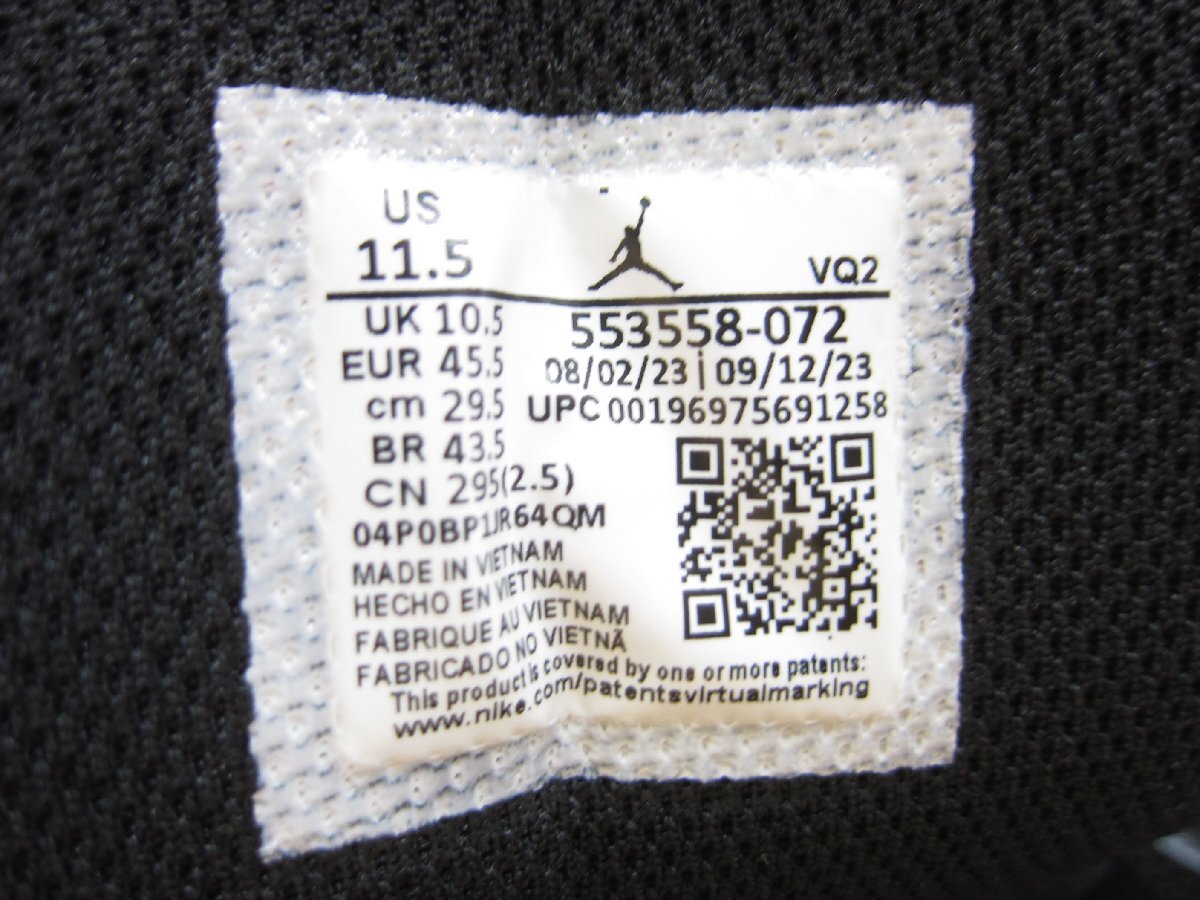 US
11.5
VQ2
UK 10.5
EUR 45.5
cm 29.5
BR 43.5
CN 295(2.5)
553558-072
08/02/23 | 09/12/23
UPC 00196975691258
04P0BP1JR64QM
MADE IN VIETNAM
HECHO EN VIETNAM
FABRIQUE AU VIETNAM
FABRICADO NO VIETNÃ
This product is covered by one or more patents:
www.nike.com/patentsvirtualmarking